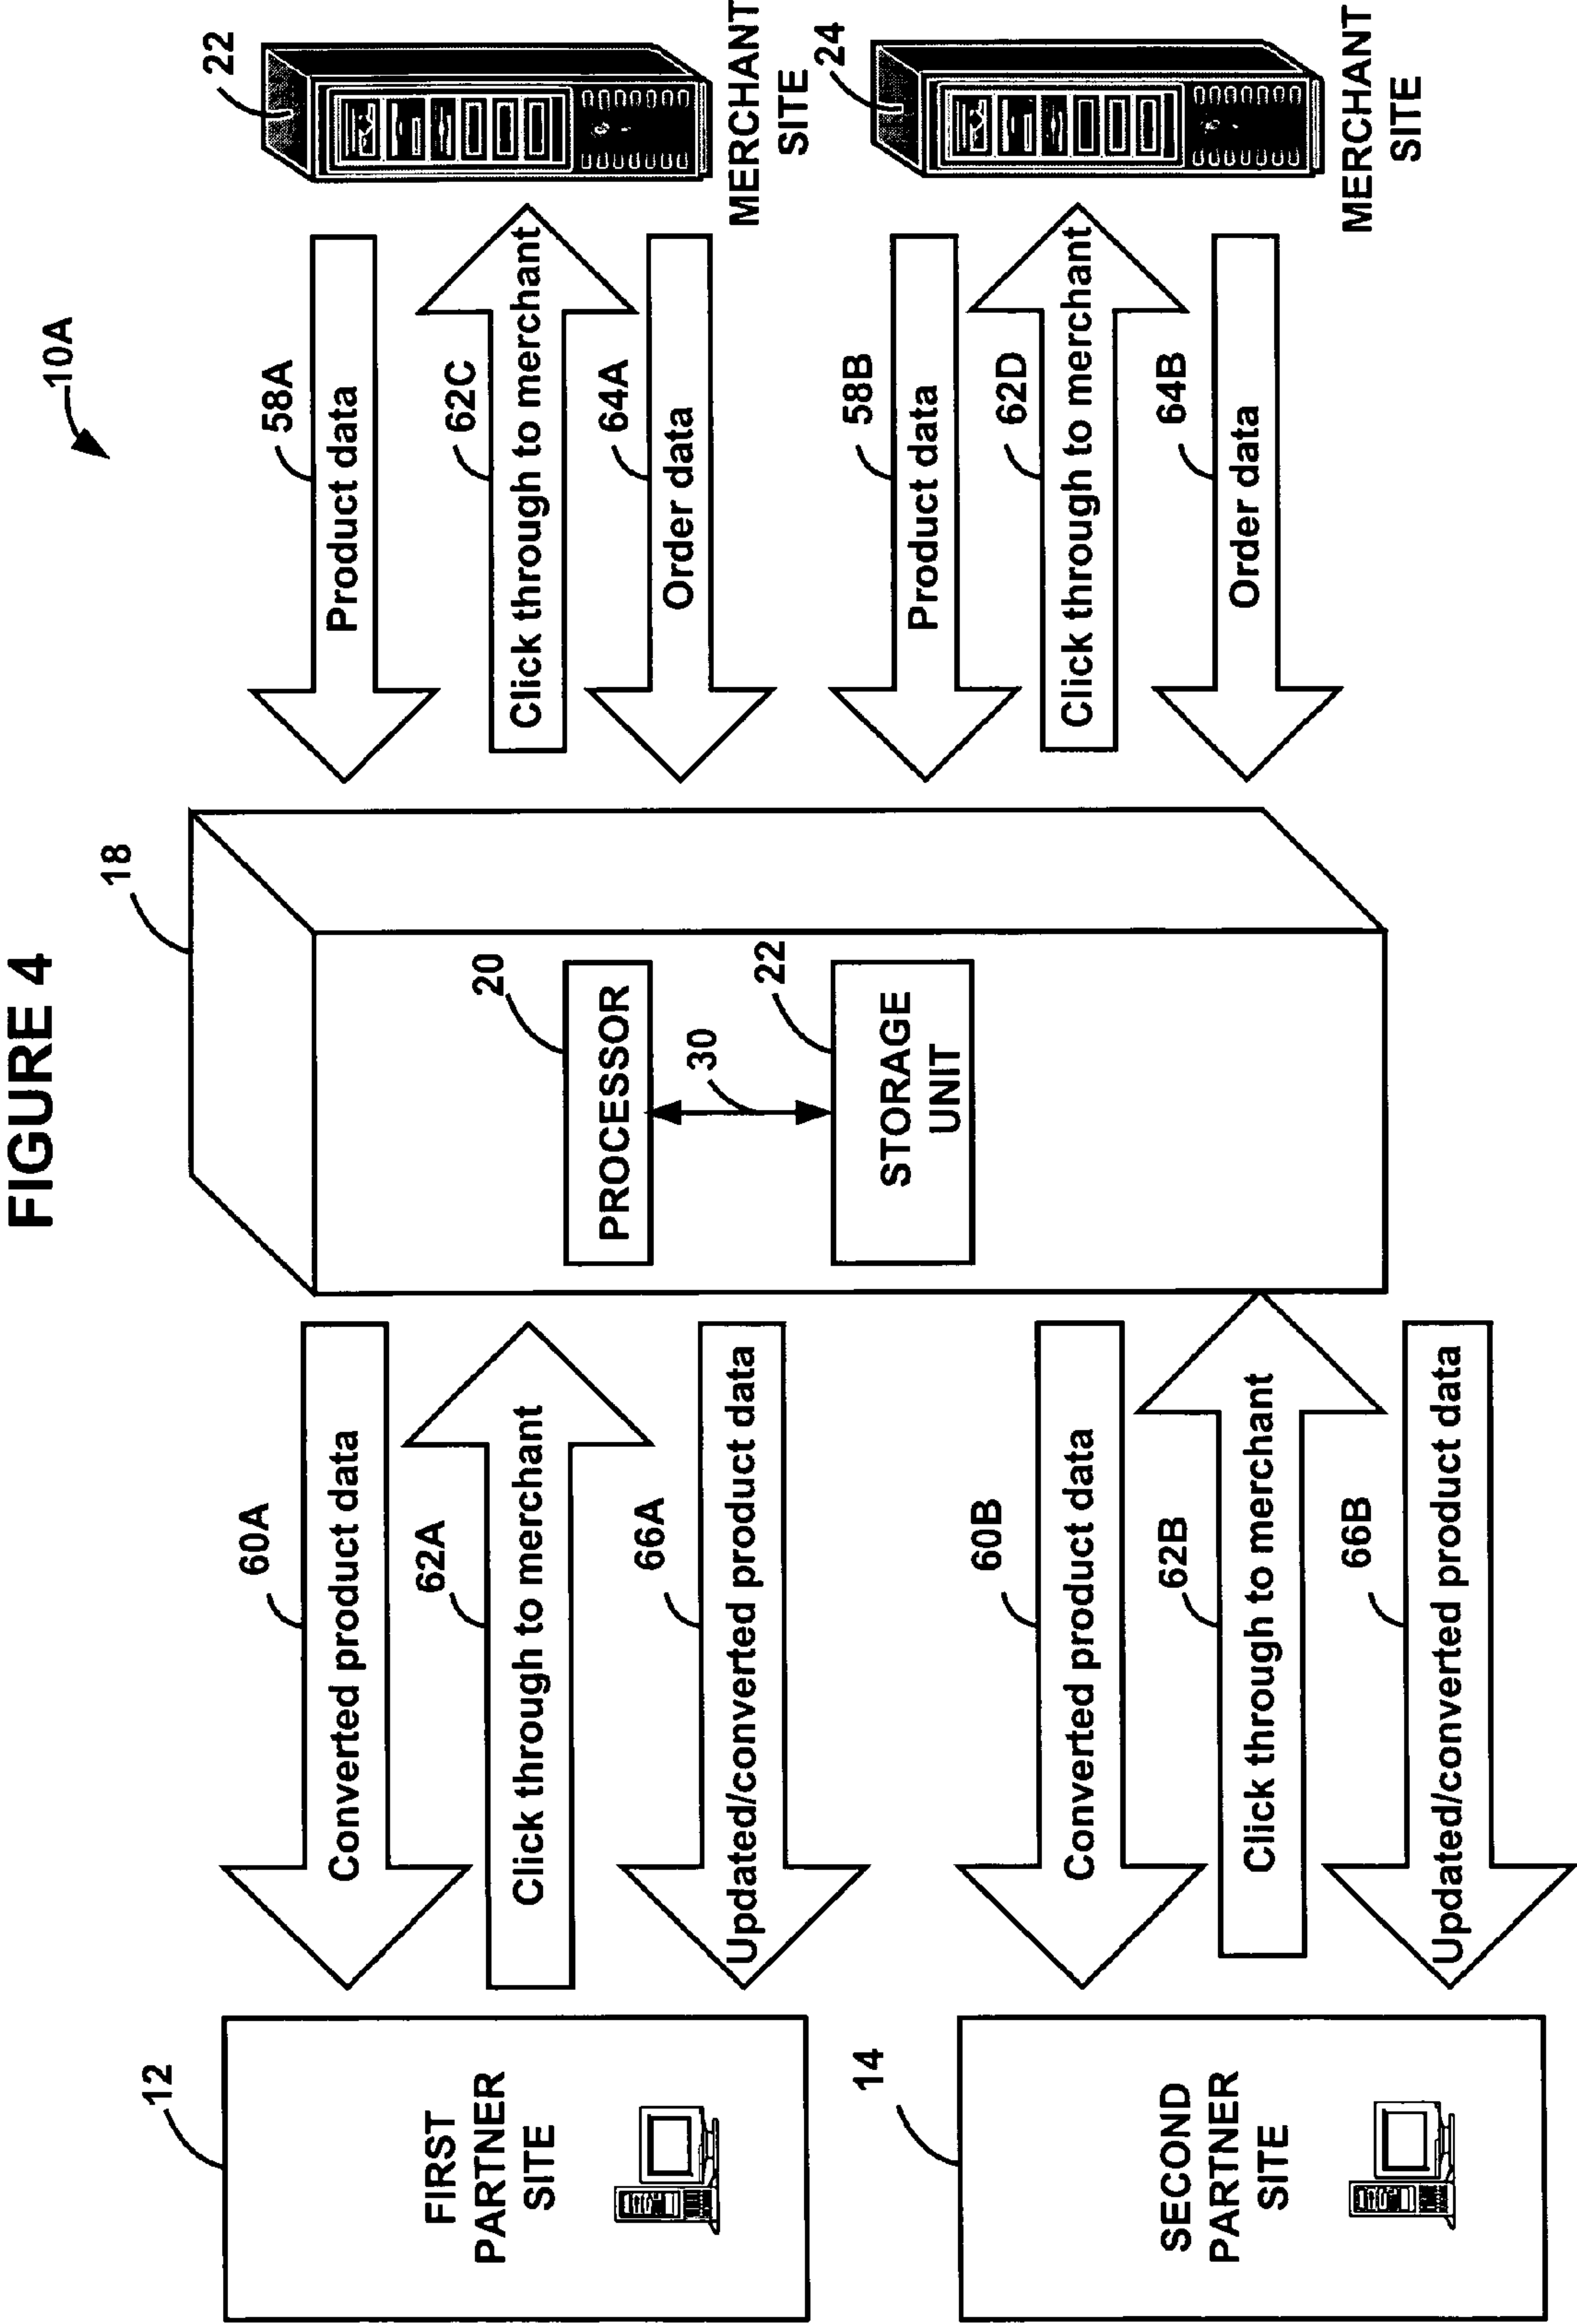 FIGURE 4
10A
18
22
58A
Product data
62C
Click through to merchant
64A
Order data
MERCHANT
SITE
24
58B
Product data
62D
Click through to merchant
64B
Order data
MERCHANT
SITE
20
PROCESSOR
30
22
STORAGE
UNIT
60A
Converted product data
62A
Click through to merchant
66A
Updated/converted product data
60B
Converted product data
62B
Click through to merchant
66B
Updated/converted product data
12
FIRST
PARTNER
SITE
14
SECOND
PARTNER
SITE